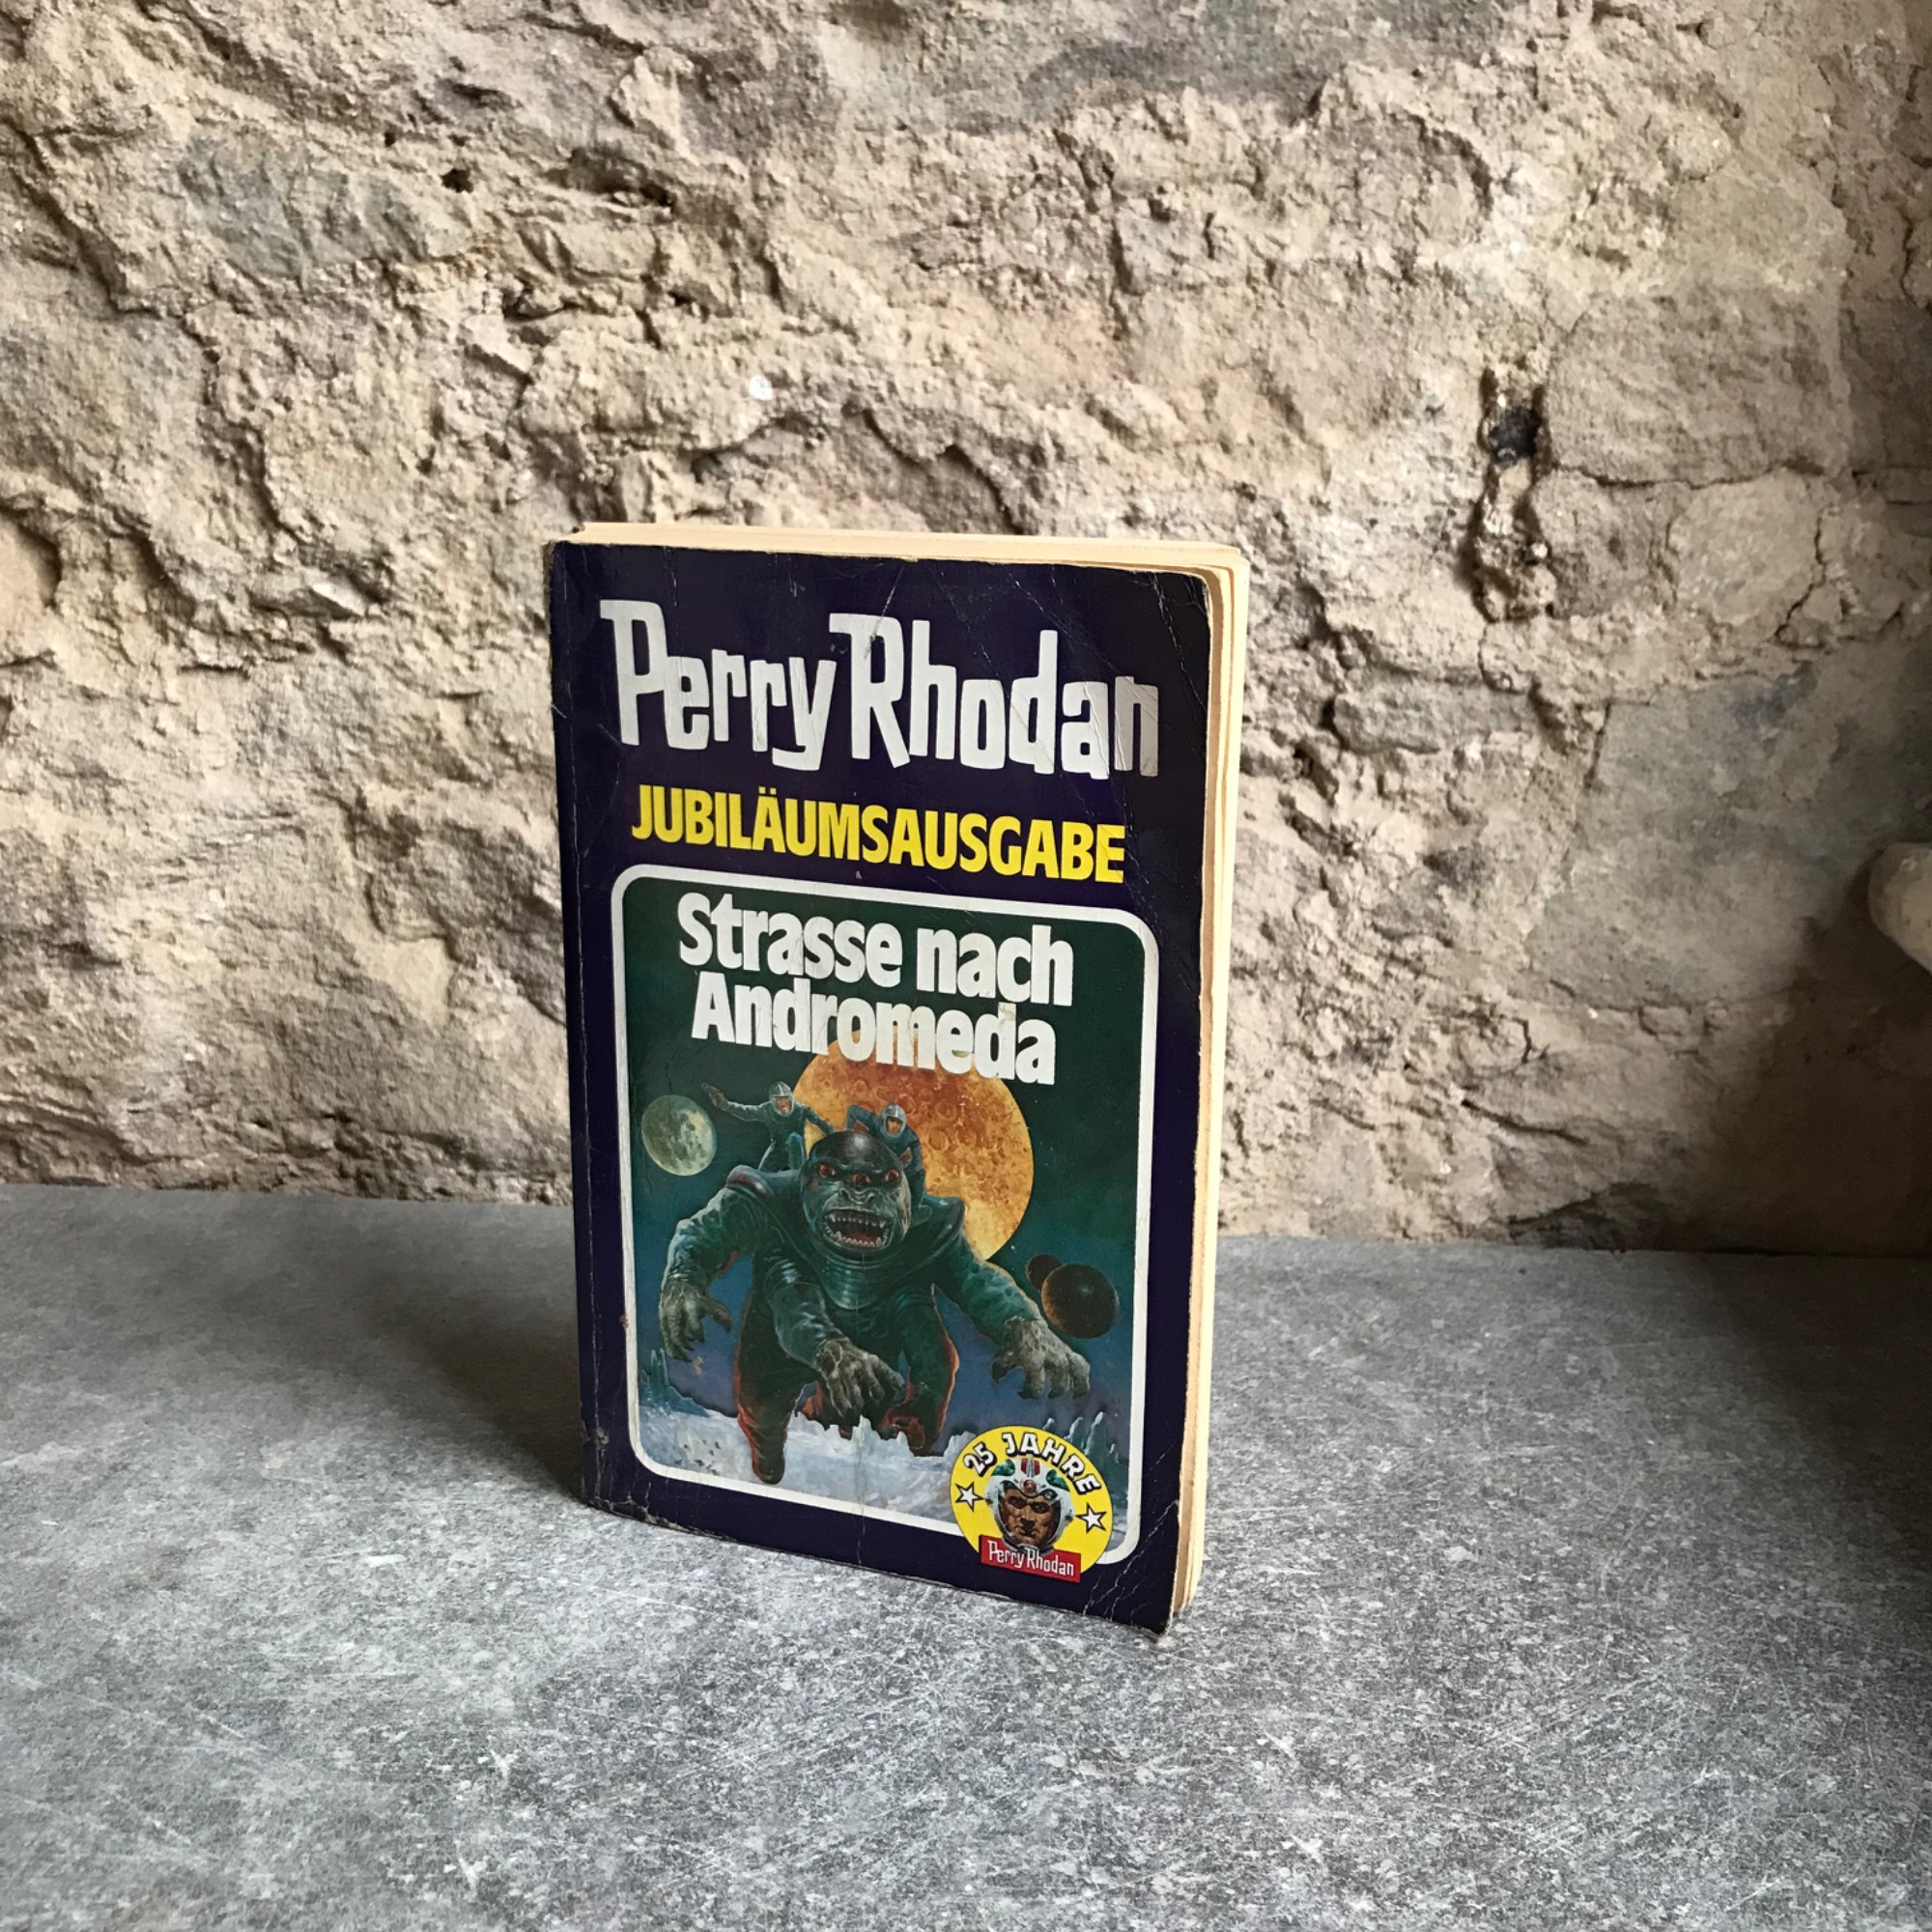 Perry Rhodan
JUBILÄUMSAUSGABE
Strasse nach
Andromeda
25 JAHRE
Perry Rhodan